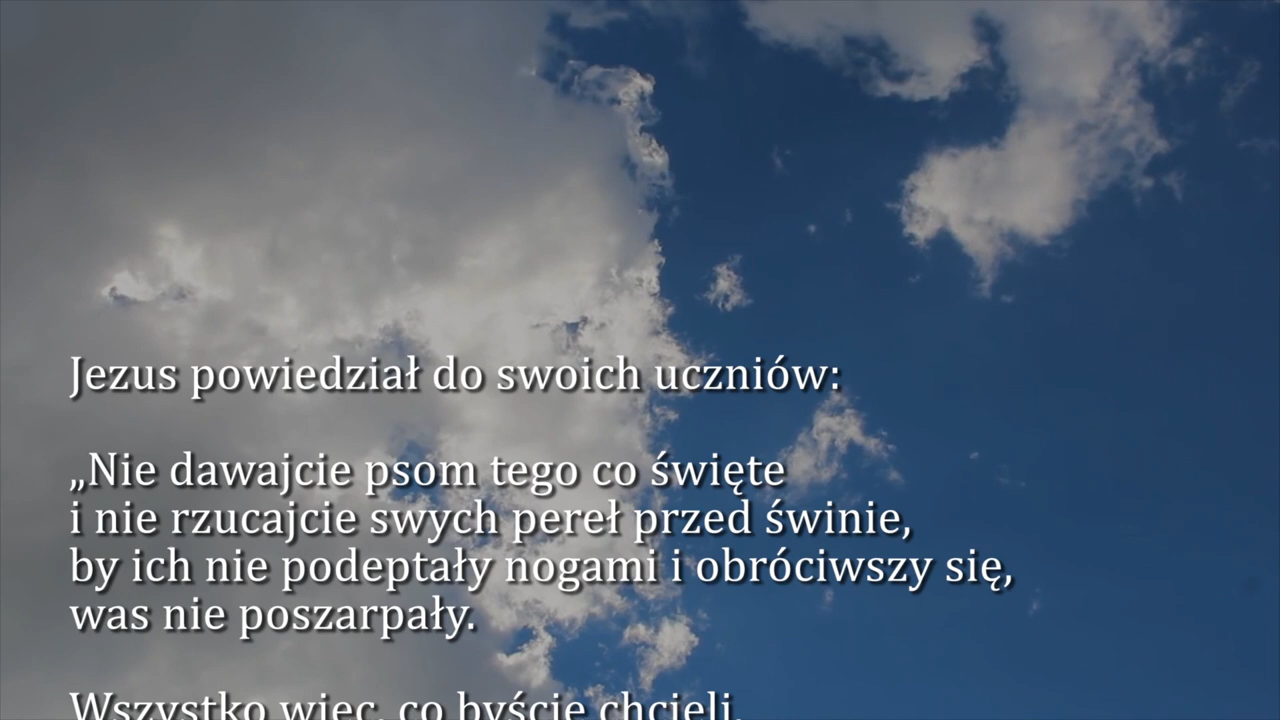 Jezus powiedział do swoich uczniów:
„Nie dawajcie psom tego co święte
i nie rzucajcie swych pereł przed świnie,
by ich nie podeptały nogami i obróciwszy się,
was nie poszarpały.
Wszystko więc, co byście chcieli,